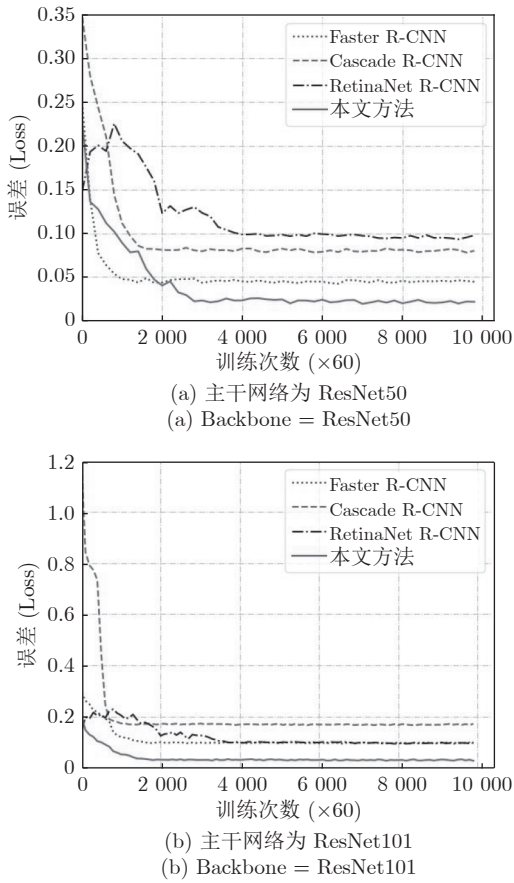 0.35
0.30
0.25
0.20
0.15
0.10
0.05
0
误差 (Loss)
Faster R-CNN
Cascade R-CNN
RetinaNet R-CNN
本文方法
0 2 000 4 000 6 000 8 000 10 000
训练次数 (×60)
(a) 主干网络为 ResNet50
(a) Backbone = ResNet50
1.2
1.0
0.8
0.6
0.4
0.2
0
误差 (Loss)
Faster R-CNN
Cascade R-CNN
RetinaNet R-CNN
本文方法
0 2 000 4 000 6 000 8 000 10 000
训练次数 (×60)
(b) 主干网络为 ResNet101
(b) Backbone = ResNet101